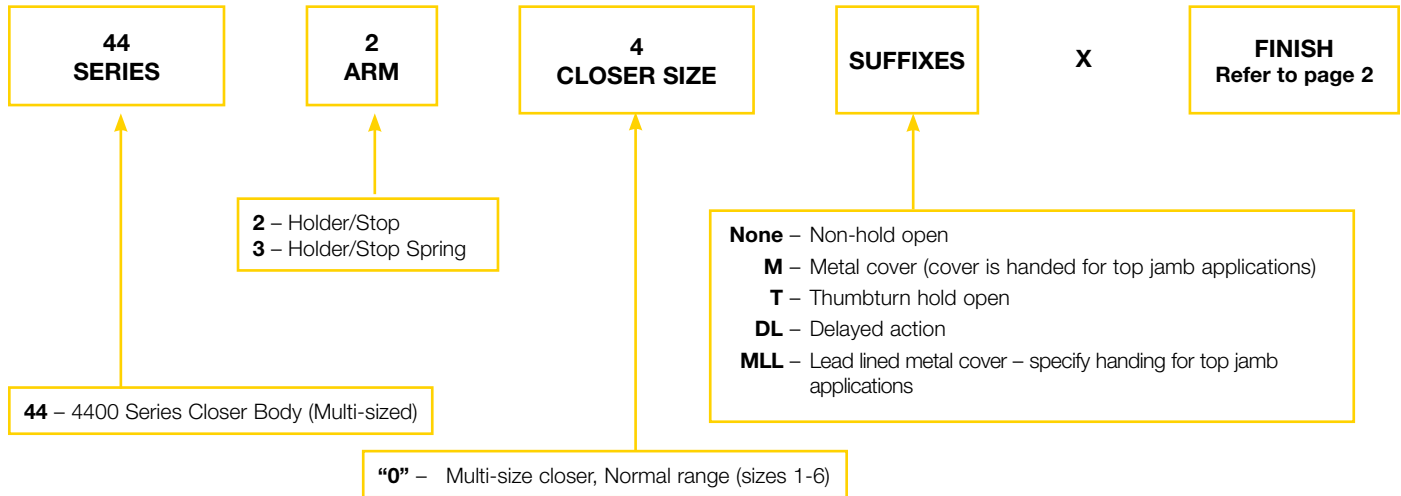 44
SERIES
2
ARM
4
CLOSER SIZE
SUFFIXES
X
FINISH
Refer to page 2
2 – Holder/Stop
3 – Holder/Stop Spring
None – Non-hold open
M – Metal cover (cover is handed for top jamb applications)
T – Thumbturn hold open
DL – Delayed action
MLL – Lead lined metal cover – specify handing for top jamb
applications
44 – 4400 Series Closer Body (Multi-sized)
“0” – Multi-size closer, Normal range (sizes 1-6)